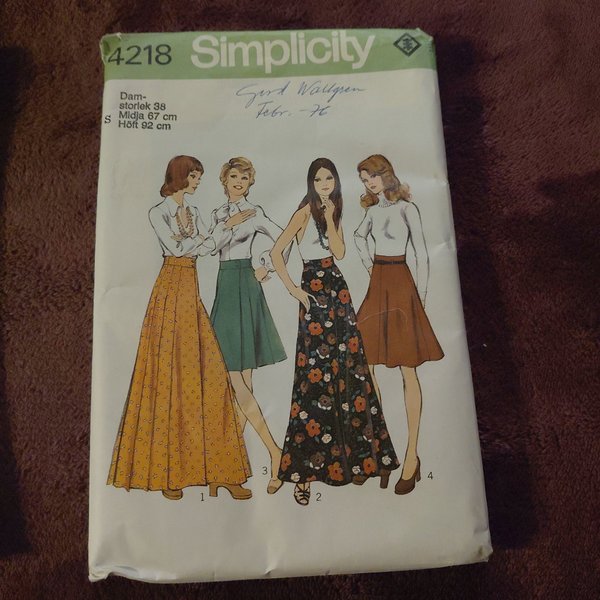 4218 Simplicity
Gerd Wallgren
Febr. -76
Dam-
storlek 38
Midja 67 cm
Höft 92 cm
S
1
3
2
4